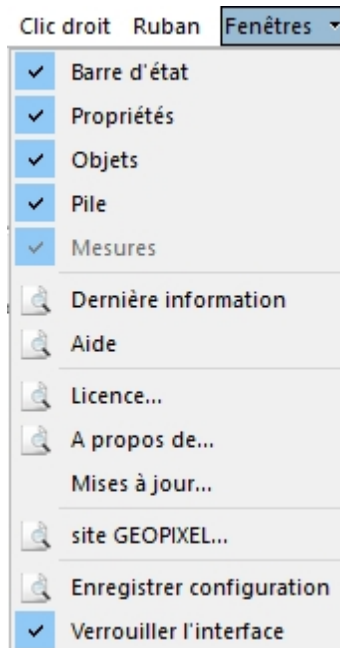 Clic droit Ruban Fenêtres
Barre d'état
Propriétés
Objets
Pile
Mesures
Dernière information
Aide
Licence...
A propos de...
Mises à jour...
site GEOPIXEL...
Enregistrer configuration
Verrouiller l'interface